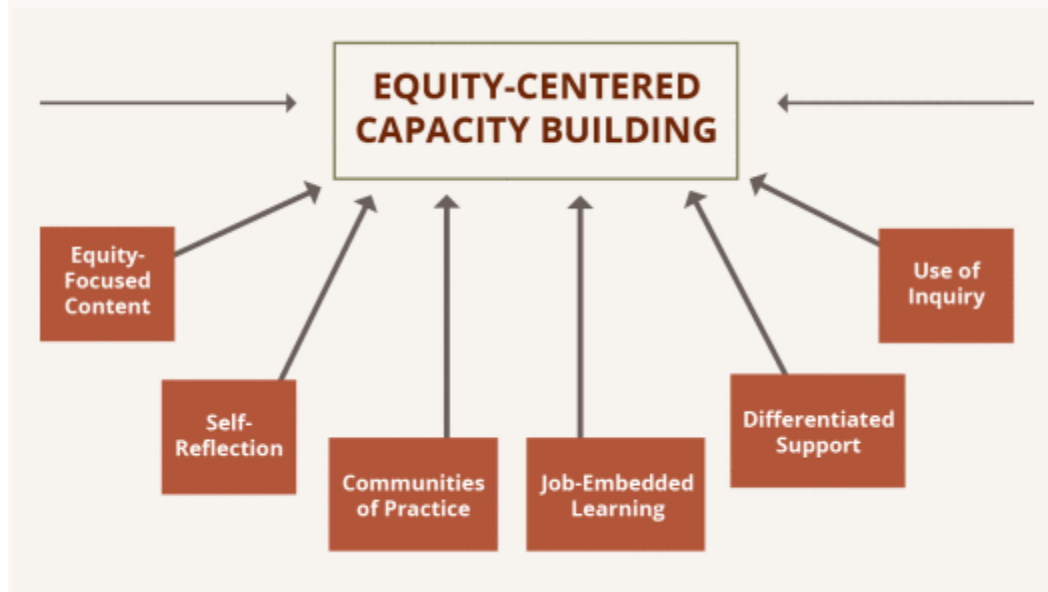 EQUITY-CENTERED
CAPACITY BUILDING
Equity-
Focused
Content
Use of
Inquiry
Self-
Reflection
Differentiated
Support
Communities
of Practice
Job-Embedded
Learning